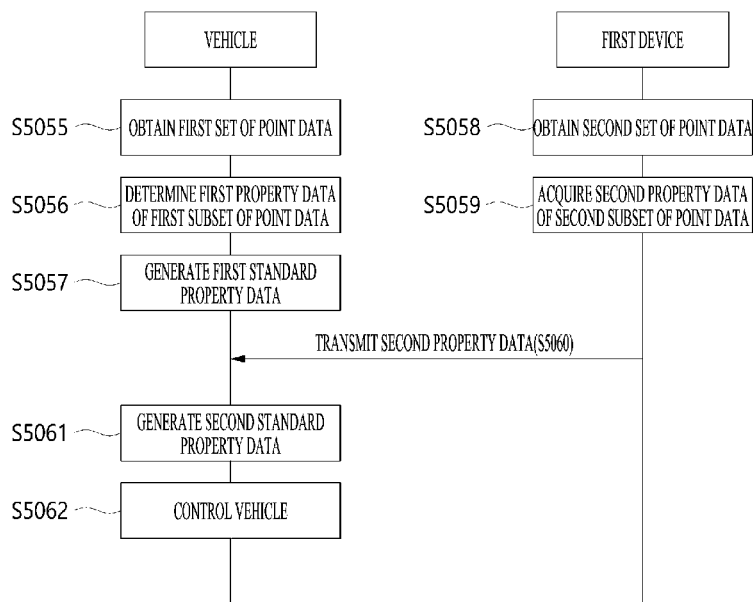 VEHICLE
FIRST DEVICE
S5055
OBTAIN FIRST SET OF POINT DATA
S5058
OBTAIN SECOND SET OF POINT DATA
S5056
DETERMINE FIRST PROPERTY DATA
OF FIRST SUBSET OF POINT DATA
S5059
ACQUIRE SECOND PROPERTY DATA
OF SECOND SUBSET OF POINT DATA
S5057
GENERATE FIRST STANDARD
PROPERTY DATA
TRANSMIT SECOND PROPERTY DATA(S5060)
S5061
GENERATE SECOND STANDARD
PROPERTY DATA
S5062
CONTROL VEHICLE